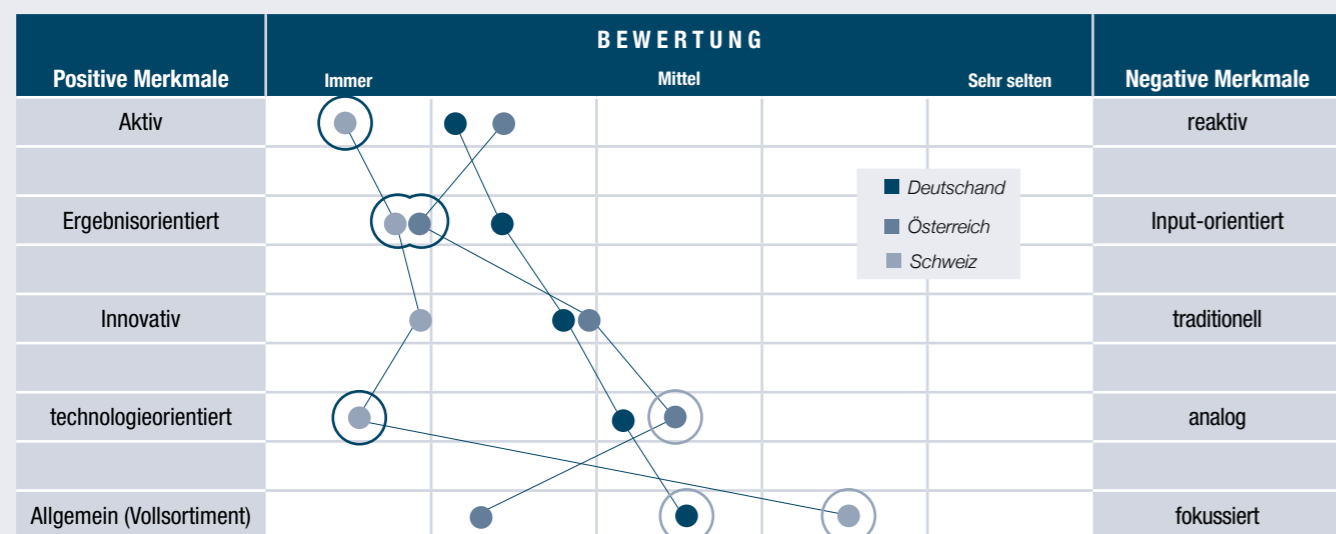 BEWERTUNG
Positive Merkmale Immer Mittel Sehr selten Negative Merkmale
Aktiv reaktiv
Deutschand
Ergebnisorientiert Österreich Input-orientiert
Schweiz
Innovativ traditionell
technologieorientiert analog
Allgemein (Vollsortiment) fokussiert